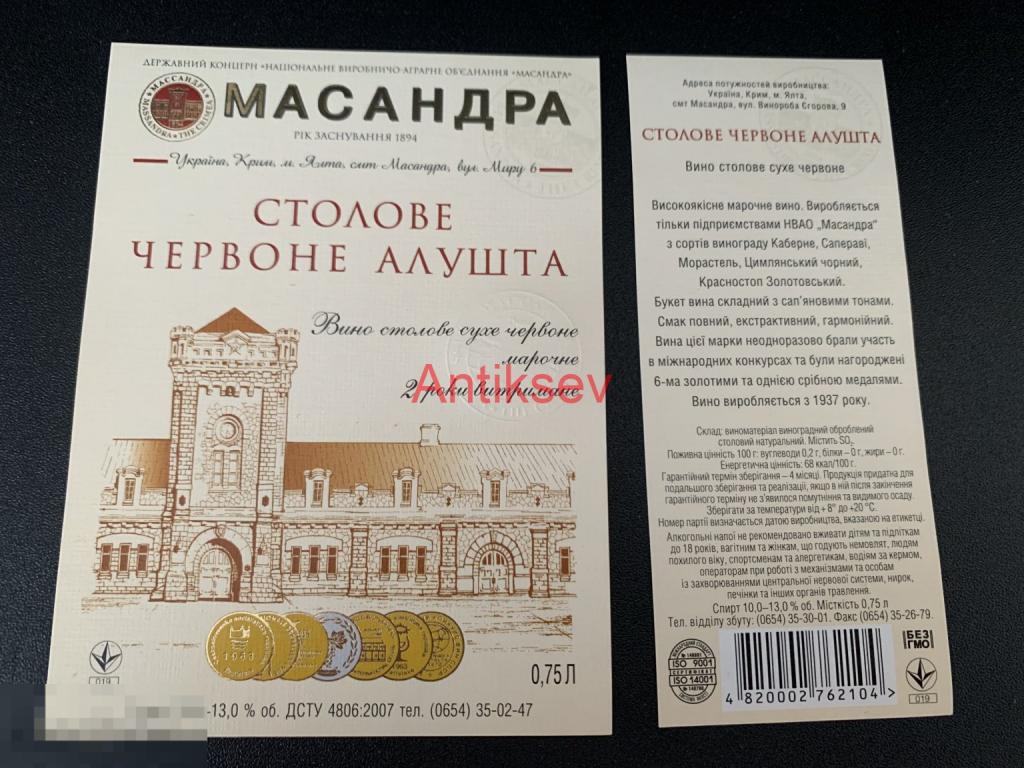 ДЕРЖАВНИЙ КОНЦЕРН «НАЦІОНАЛЬНЕ ВИРОБНИЧО-АГРАРНЕ ОБ'ЄДНАННЯ «МАСАНДРА»
МАССАНДРА
MASSANDRA • THE CRIMEA
1894
МАСАНДРА
РІК ЗАСНУВАННЯ 1894
Україна, Крим, м. Ялта, смт Масандра, вул. Миру 6
СТОЛОВЕ
ЧЕРВОНЕ АЛУШТА
Вино столове сухе червоне
марочне
2 роки витримане
Antiksev
0,75 Л
019
-13,0 % об. ДСТУ 4806:2007 тел. (0654) 35-02-47
Адреса потужностей виробництва:
Україна, Крим, м. Ялта,
смт Масандра, вул. Винороба Єгорова, 9
СТОЛОВЕ ЧЕРВОНЕ АЛУШТА
Вино столове сухе червоне
Високоякісне марочне вино. Виробляється
тільки підприємствами НВАО „Масандра“
з сортів винограду Каберне, Сапераві,
Морастель, Цимлянський чорний,
Красностоп Золотовський.
Букет вина складний з сап'яновими тонами.
Смак повний, екстрактивний, гармонійний.
Вина цієї марки неодноразово брали участь
в міжнародних конкурсах та були нагороджені
6-ма золотими та однією срібною медалями.
Вино виробляється з 1937 року.
Склад: виноматеріал виноградний оброблений
столовий натуральний. Містить SO₂.
Поживна цінність 100 г: вуглеводи 0,2 г, білки – 0 г, жири – 0 г.
Енергетична цінність: 68 ккал/100 г.
Гарантійний термін зберігання – 4 місяці. Продукція придатна для
подальшого зберігання та реалізації, якщо в ній після закінчення
гарантійного терміну не з'явилося помутніння та видимого осаду.
Зберігати за температури від + 8° до +20 °С.
Номер партії визначається датою виробництва, вказаною на етикетці.
Алкогольні напої не рекомендовано вживати дітям та підліткам
до 18 років, вагітним та жінкам, що годують немовлят, людям
похилого віку, спортсменам та алергетикам, водіям за кермом,
операторам при роботі з механізмами та особам
із захворюваннями центральної нервової системи, нирок,
печінки та інших органів травлення.
Спирт 10,0–13,0 % об. Місткість 0,75 л
Тел. відділу збуту: (0654) 35-30-01. Факс (0654) 35-26-79.
ISO 9001
ISO 14001
4 820002 762104 >
БЕЗ
ГМО
019